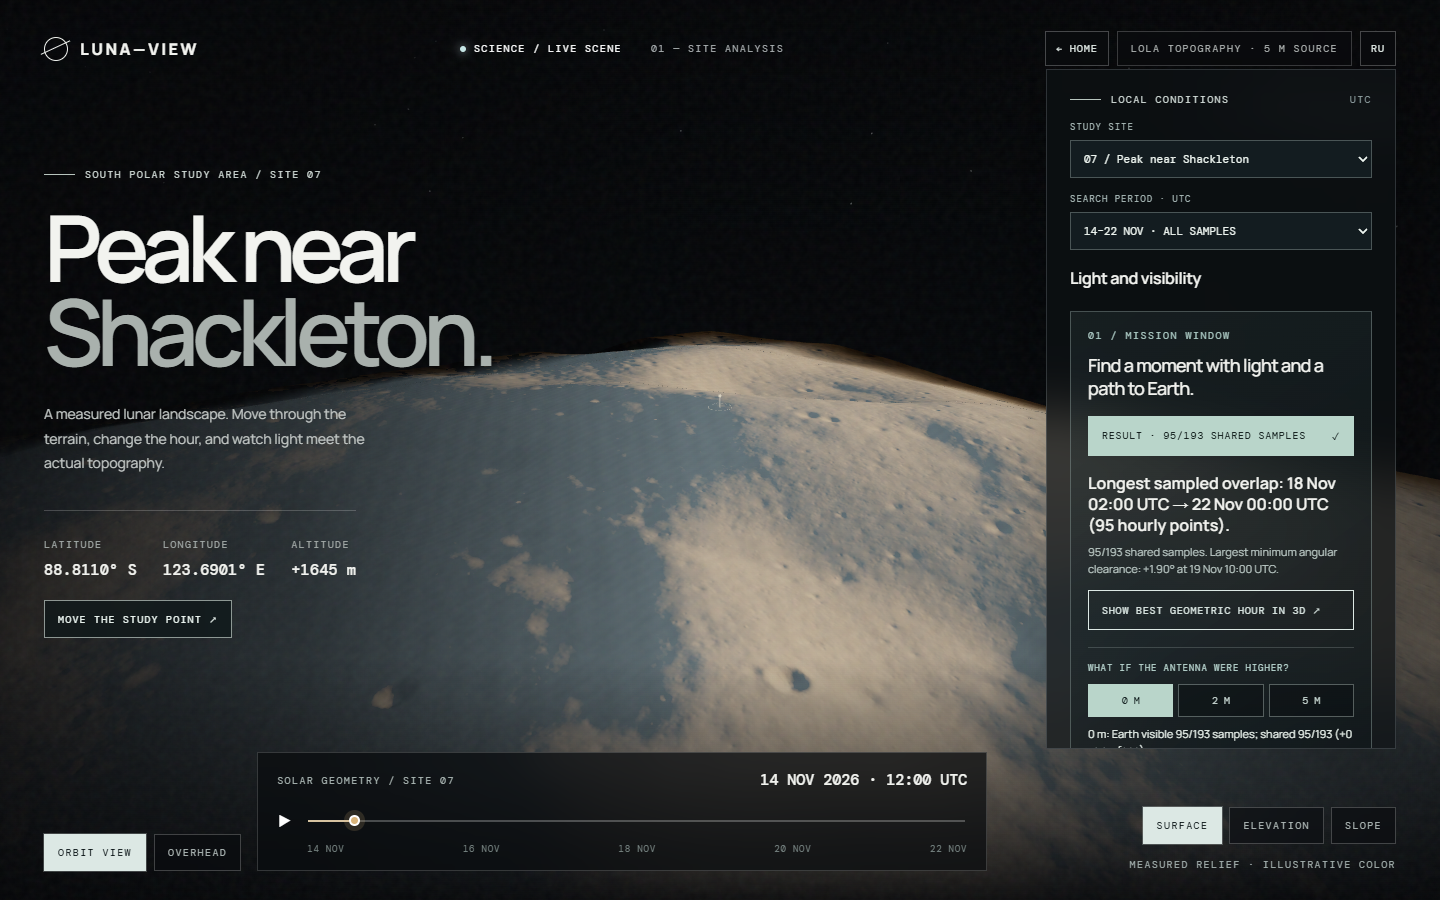 LUNA—VIEW
SCIENCE / LIVE SCENE
01 — SITE ANALYSIS
← HOME
LOLA TOPOGRAPHY · 5 M SOURCE
RU
SOUTH POLAR STUDY AREA / SITE 07
Peak near
Shackleton.
A measured lunar landscape. Move through the
terrain, change the hour, and watch light meet the
actual topography.
LATITUDE
88.8110° S
LONGITUDE
123.6901° E
ALTITUDE
+1645 m
MOVE THE STUDY POINT ↗
LOCAL CONDITIONS
UTC
STUDY SITE
07 / Peak near Shackleton
SEARCH PERIOD · UTC
14–22 NOV · ALL SAMPLES
Light and visibility
01 / MISSION WINDOW
Find a moment with light and a
path to Earth.
RESULT · 95/193 SHARED SAMPLES ✓
Longest sampled overlap: 18 Nov
02:00 UTC → 22 Nov 00:00 UTC
(95 hourly points).
95/193 shared samples. Largest minimum angular
clearance: +1.90° at 19 Nov 10:00 UTC.
SHOW BEST GEOMETRIC HOUR IN 3D ↗
WHAT IF THE ANTENNA WERE HIGHER?
0 M
2 M
5 M
0 m: Earth visible 95/193 samples; shared 95/193 (+0
SOLAR GEOMETRY / SITE 07
14 NOV 2026 · 12:00 UTC
14 NOV
16 NOV
18 NOV
20 NOV
22 NOV
ORBIT VIEW
OVERHEAD
SURFACE
ELEVATION
SLOPE
MEASURED RELIEF · ILLUSTRATIVE COLOR